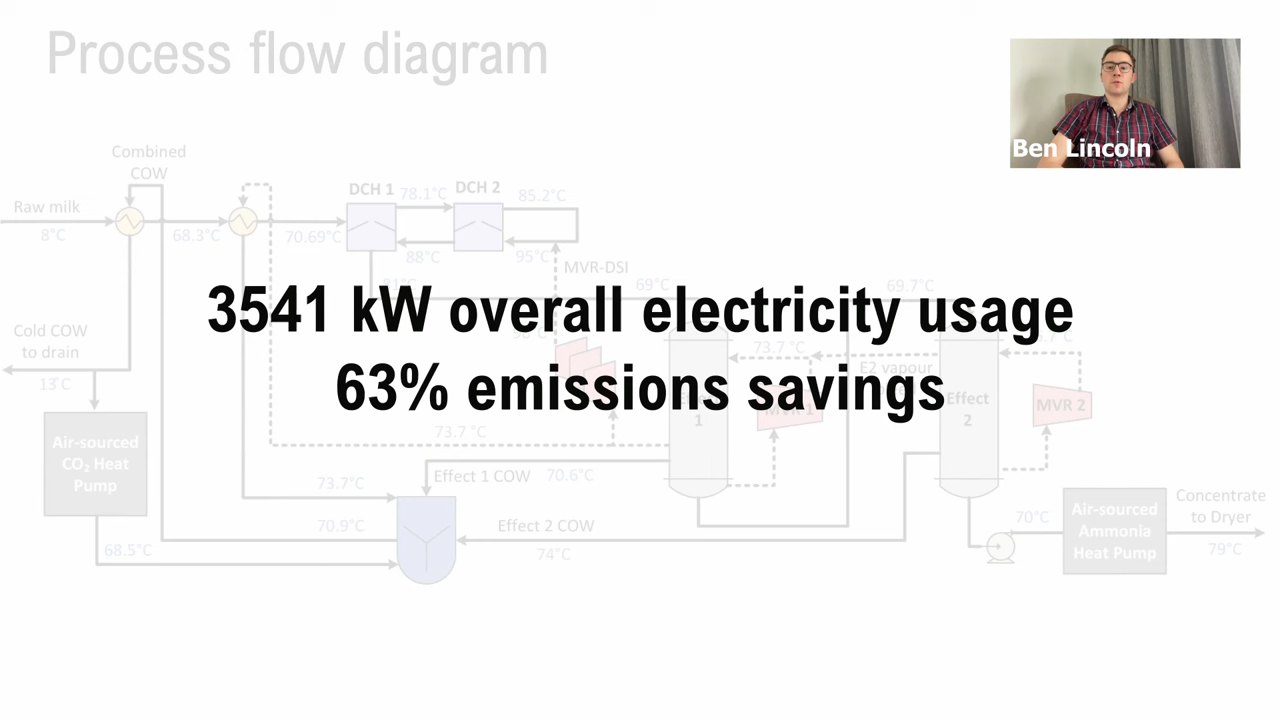 Process flow diagram
Ben Lincoln
Combined
COW
Raw milk
8°C
68.3°C
70.69°C
DCH 1
78.1°C
DCH 2
85.2°C
88°C
95°C
MVR-DSI
69°C
69.7°C
3541 kW overall electricity usage
63% emissions savings
Cold COW
to drain
13°C
73.7 °C
E2 vapour
1
MVR 1
Effect
2
MVR 2
73.7 °C
Air-sourced
CO₂ Heat
Pump
Effect 1 COW
70.6°C
73.7°C
70.9°C
Effect 2 COW
74°C
68.5°C
70°C
Air-sourced
Ammonia
Heat Pump
Concentrate
to Dryer
79°C